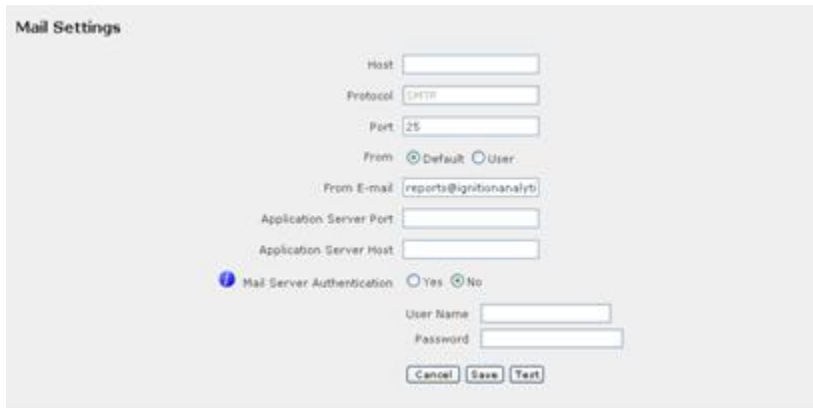 Mail Settings
Host
Protocol SMTP
Port 25
From Default User
From E-mail reports@ignitionanalyti
Application Server Port
Application Server Host
i Mail Server Authentication Yes No
User Name
Password
Cancel Save Test